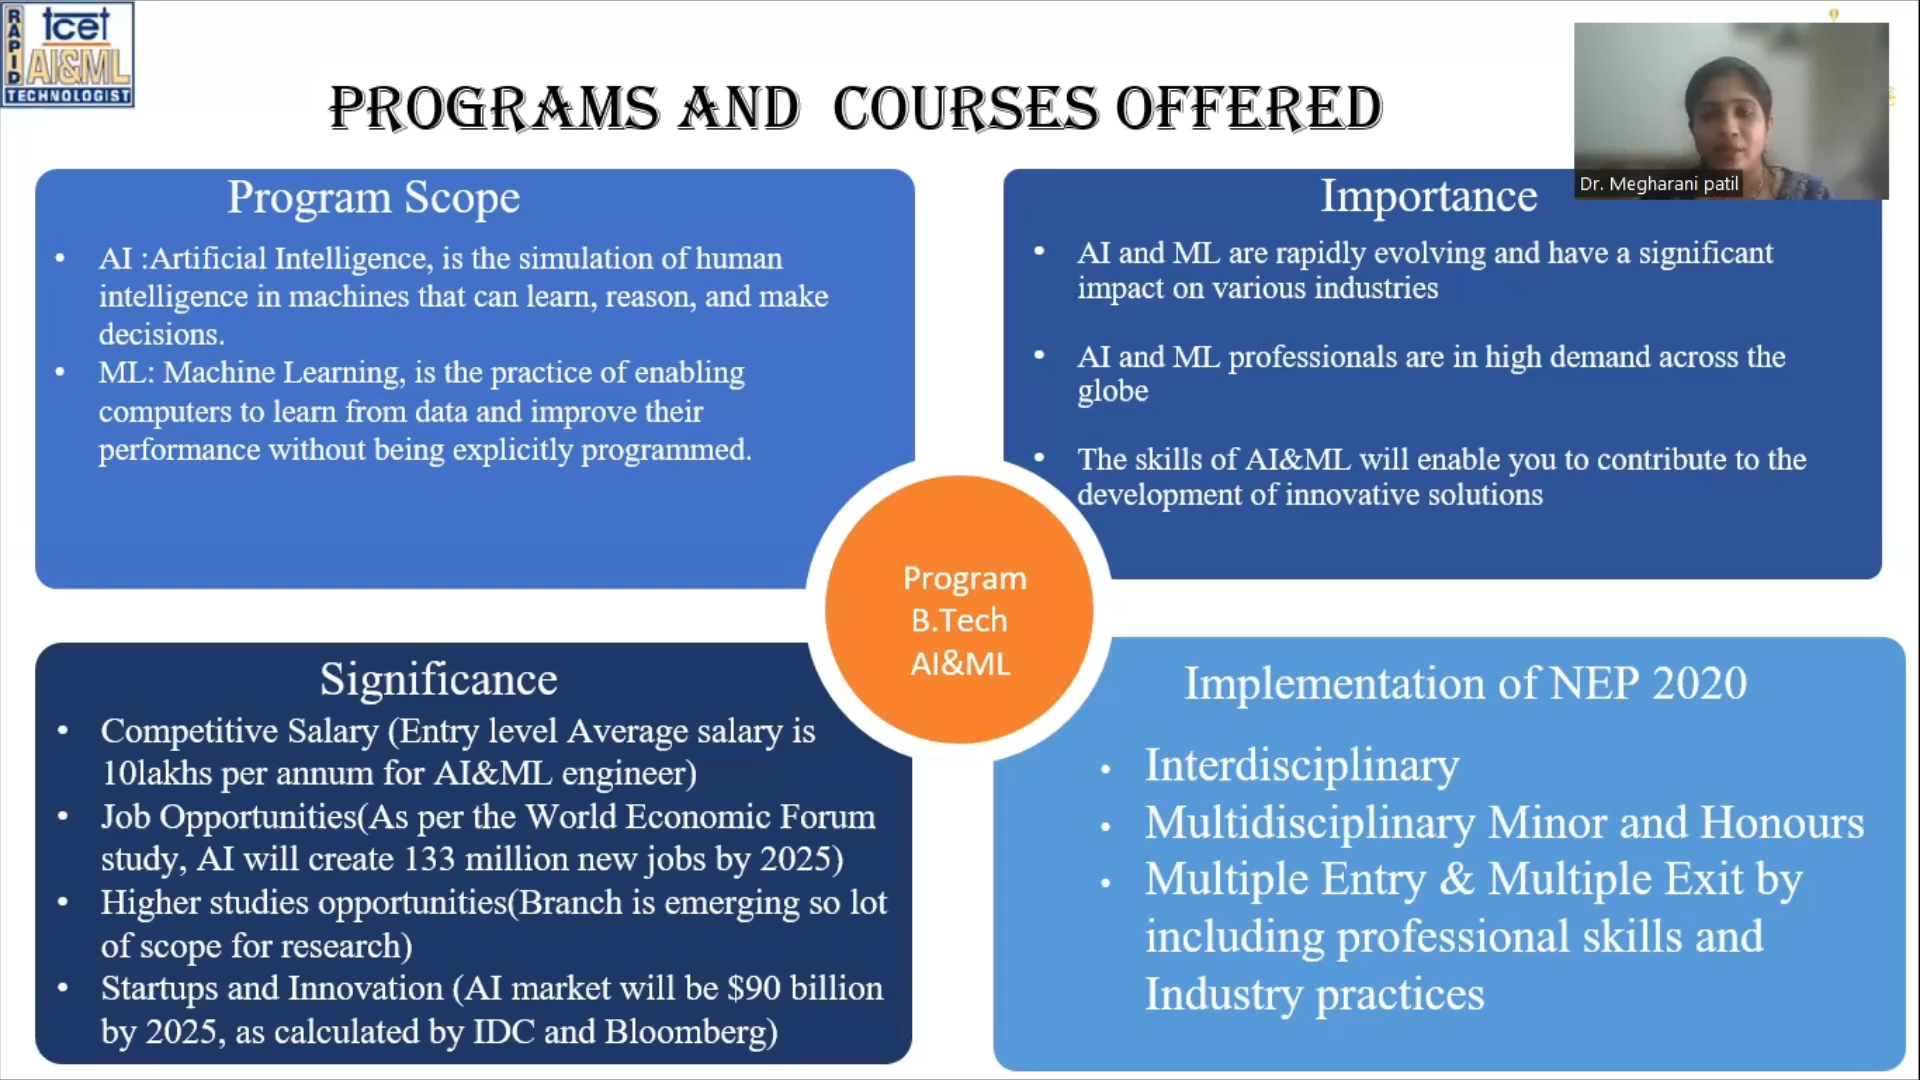 RAPID
tcet
AI&ML
TECHNOLOGIST
PROGRAMS AND COURSES OFFERED
Dr. Megharani patil
Program Scope
• AI :Artificial Intelligence, is the simulation of human
intelligence in machines that can learn, reason, and make
decisions.
• ML: Machine Learning, is the practice of enabling
computers to learn from data and improve their
performance without being explicitly programmed.
Importance
• AI and ML are rapidly evolving and have a significant
impact on various industries
• AI and ML professionals are in high demand across the
globe
• The skills of AI&ML will enable you to contribute to the
development of innovative solutions
Program
B.Tech
AI&ML
Significance
• Competitive Salary (Entry level Average salary is
10lakhs per annum for AI&ML engineer)
• Job Opportunities(As per the World Economic Forum
study, AI will create 133 million new jobs by 2025)
• Higher studies opportunities(Branch is emerging so lot
of scope for research)
• Startups and Innovation (AI market will be $90 billion
by 2025, as calculated by IDC and Bloomberg)
Implementation of NEP 2020
• Interdisciplinary
• Multidisciplinary Minor and Honours
• Multiple Entry & Multiple Exit by
including professional skills and
Industry practices